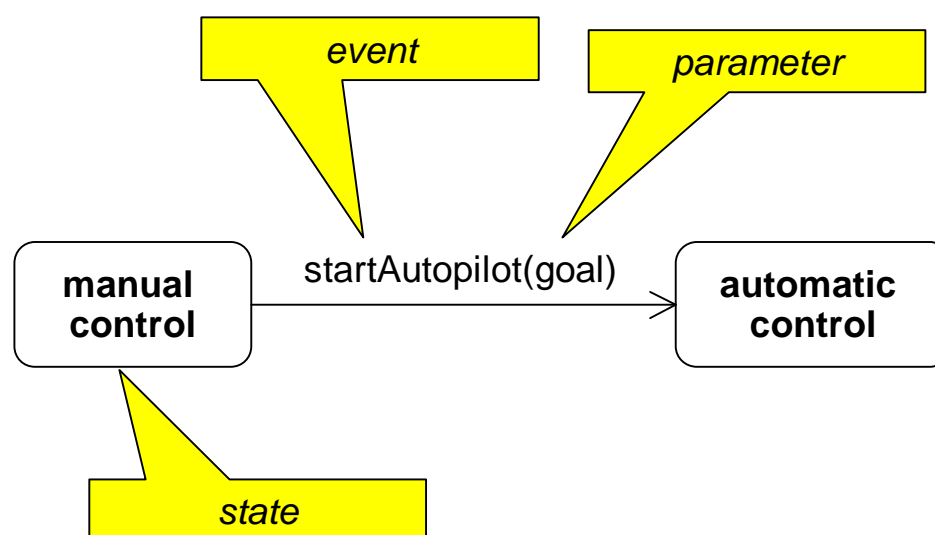 event
parameter
startAutopilot(goal)
manual
control
automatic
control
state